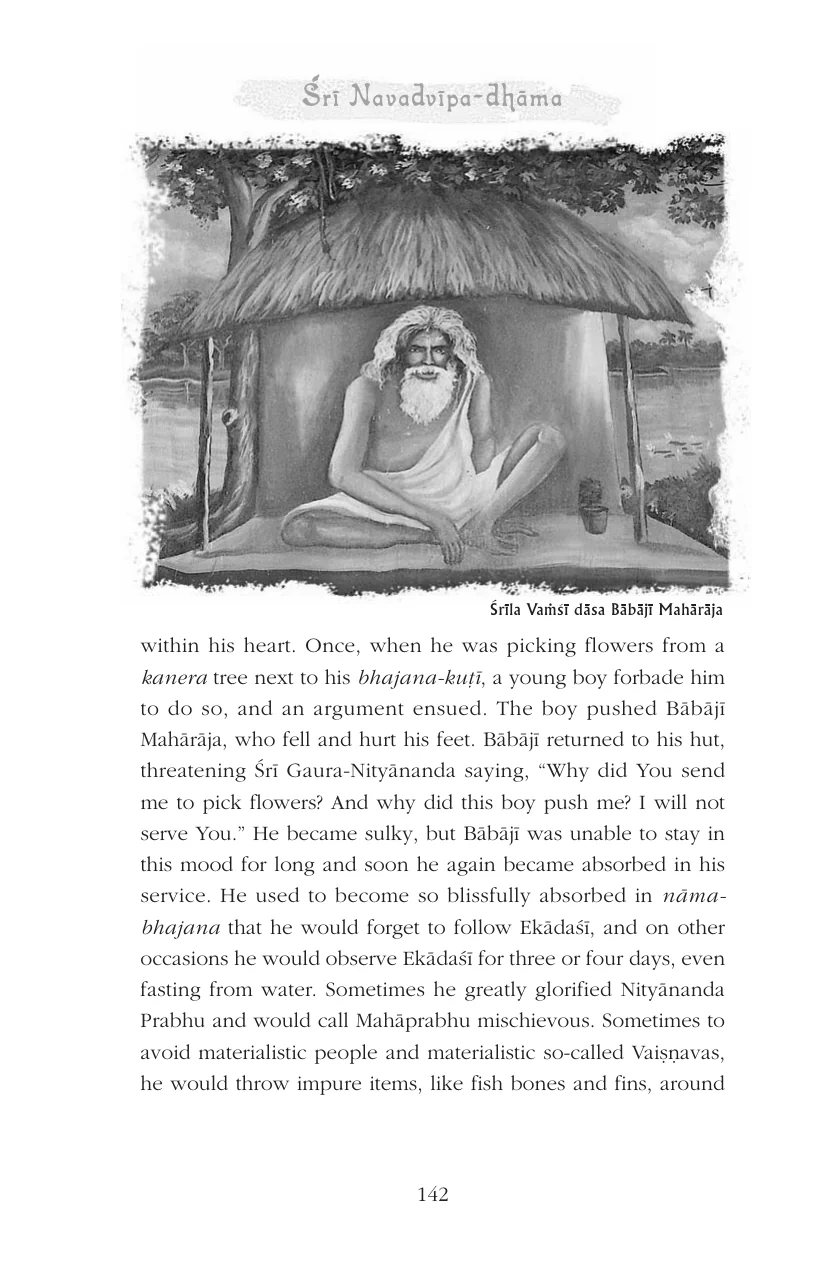 Śrī Navadvīpa-dhāma
Śrīla Vaṁsī dāsa Bābājī Mahārāja
within his heart. Once, when he was picking flowers from a
kanera tree next to his bhajana-kuṭī, a young boy forbade him
to do so, and an argument ensued. The boy pushed Bābājī
Mahārāja, who fell and hurt his feet. Bābājī returned to his hut,
threatening Śrī Gaura-Nityānanda saying, “Why did You send
me to pick flowers? And why did this boy push me? I will not
serve You.” He became sulky, but Bābājī was unable to stay in
this mood for long and soon he again became absorbed in his
service. He used to become so blissfully absorbed in nāma-
bhajana that he would forget to follow Ekādaśī, and on other
occasions he would observe Ekādaśī for three or four days, even
fasting from water. Sometimes he greatly glorified Nityānanda
Prabhu and would call Mahāprabhu mischievous. Sometimes to
avoid materialistic people and materialistic so-called Vaiṣṇavas,
he would throw impure items, like fish bones and fins, around
142